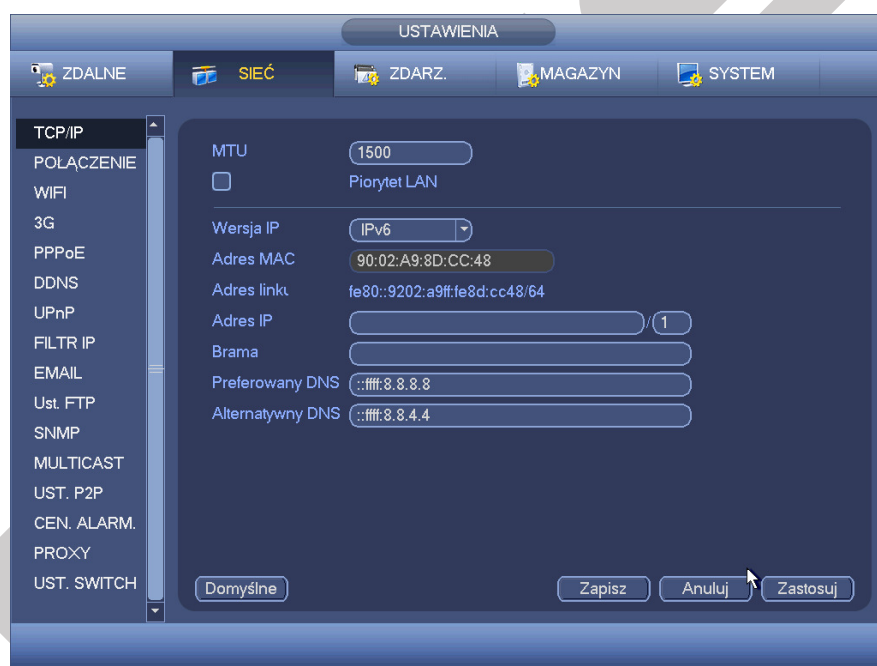 USTAWIENIA
ZDALNE SIEĆ ZDARZ. MAGAZYN SYSTEM
TCP/IP
POŁĄCZENIE
WIFI
3G
PPPoE
DDNS
UPnP
FILTR IP
EMAIL
Ust. FTP
SNMP
MULTICAST
UST. P2P
CEN. ALARM.
PROXY
UST. SWITCH
MTU 1500
Piorytet LAN
Wersja IP IPv6
Adres MAC 90:02:A9:8D:CC:48
Adres linku fe80::9202:a9ff:fe8d:cc48/64
Adres IP /1
Brama
Preferowany DNS ::ffff:8.8.8.8
Alternatywny DNS ::ffff:8.8.4.4
Domyślne Zapisz Anuluj Zastosuj